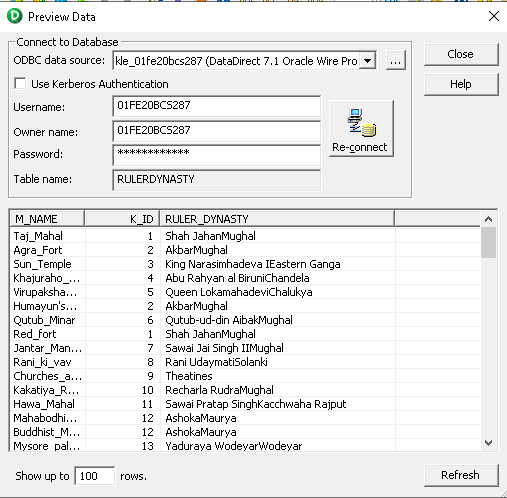 Preview Data
Connect to Database
ODBC data source: kle_01fe20bcs287 (DataDirect 7.1 Oracle Wire Pro ...
Close
Use Kerberos Authentication
Help
Username: 01FE20BCS287
Owner name: 01FE20BCS287
Password: ************
Re-connect
Table name: RULERDYNASTY
M_NAME K_ID RULER_DYNASTY
Taj_Mahal 1 Shah JahanMughal
Agra_Fort 2 AkbarMughal
Sun_Temple 3 King Narasimhadeva IEastern Ganga
Khajuraho_... 4 Abu Rahyan al BiruniChandela
Virupaksha... 5 Queen LokamahadeviChalukya
Humayun's... 2 AkbarMughal
Qutub_Minar 6 Qutub-ud-din AibakMughal
Red_fort 1 Shah JahanMughal
Jantar_Man... 7 Sawai Jai Singh IIMughal
Rani_ki_vav 8 Rani UdaymatiSolanki
Churches_a... 9 Theatines
Kakatiya_R... 10 Recharla RudraMughal
Hawa_Mahal 11 Sawai Pratap SinghKacchwaha Rajput
Mahabodhi... 12 AshokaMaurya
Buddhist_M... 12 AshokaMaurya
Mysore_pal... 13 Yaduraya WodeyarWodeyar
Show up to 100 rows.
Refresh